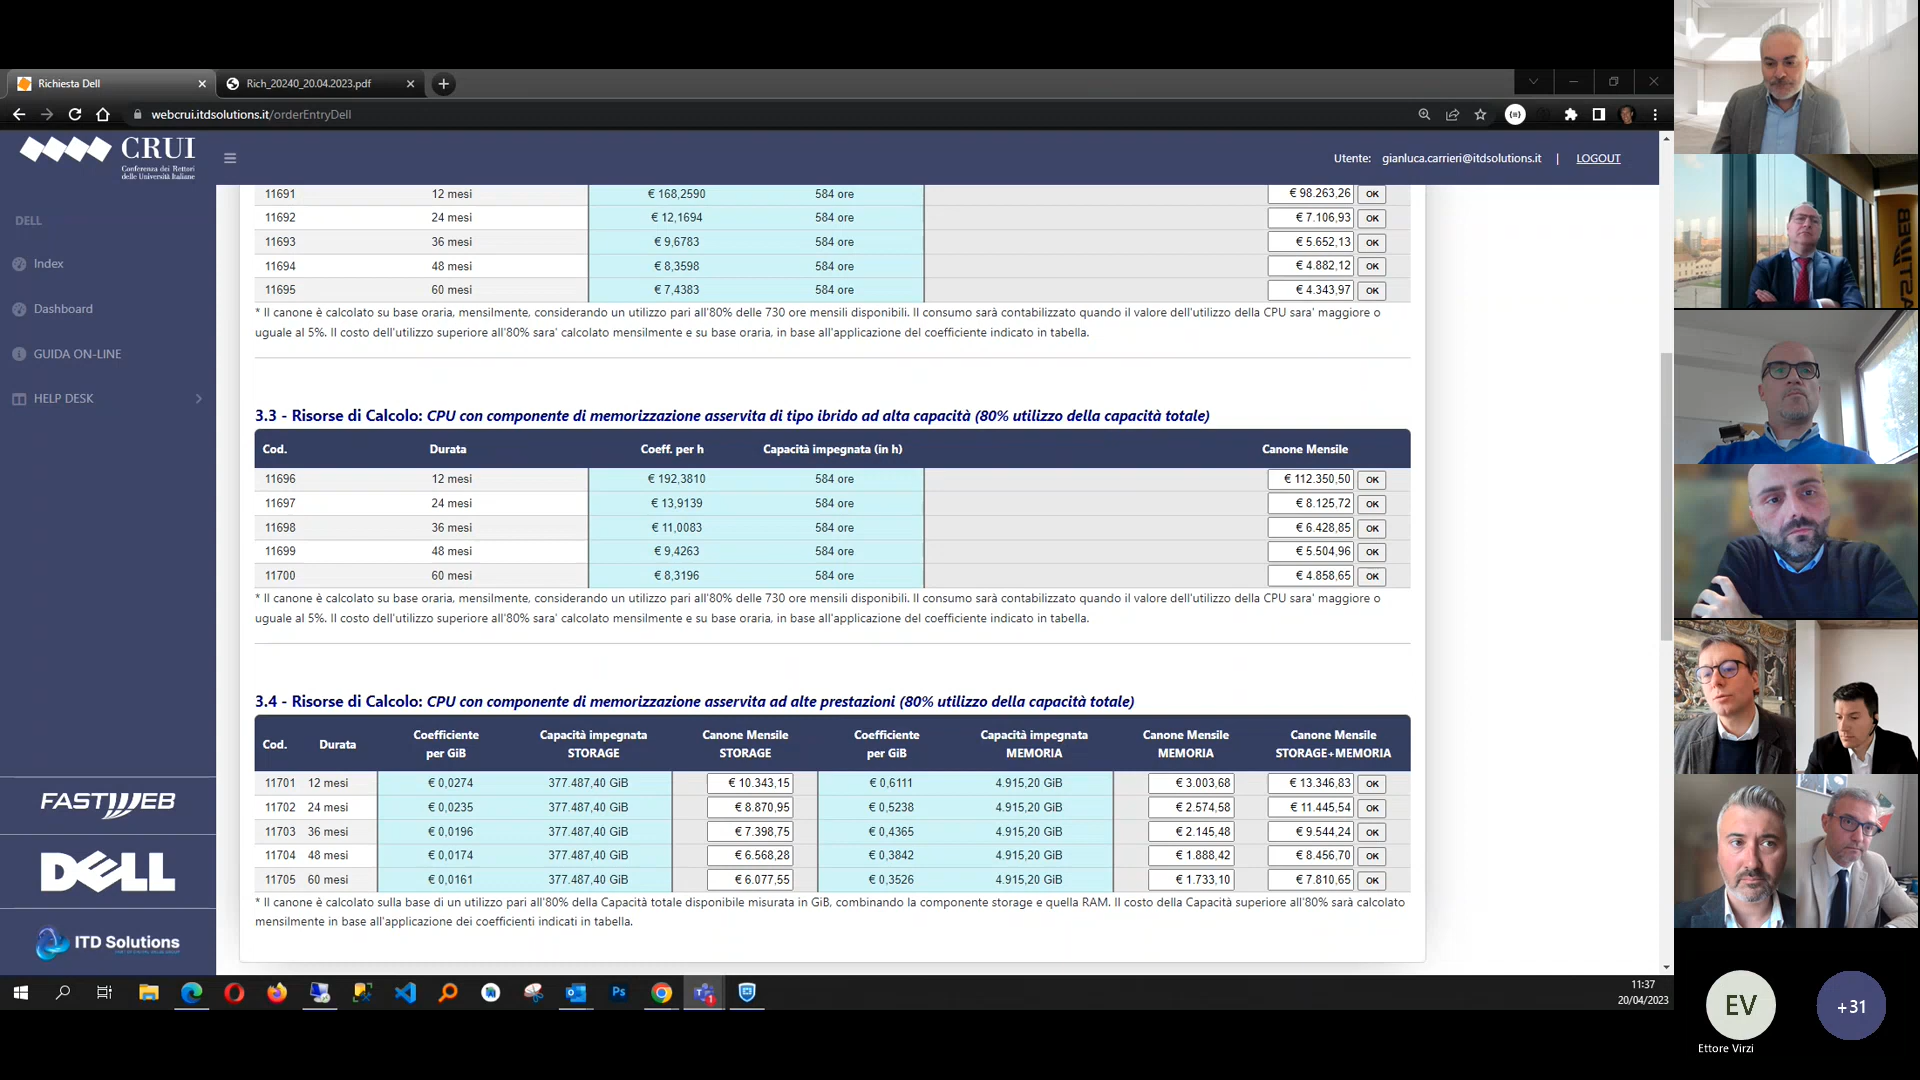 Richiesta Dell
Rich_20240_20.04.2023.pdf
webcrui.itdsolutions.it/orderEntryDell
CRUI
Conferenza dei Rettori
delle Università Italiane
Utente: gianluca.carrieri@itdsolutions.it | LOGOUT
DELL
Index
Dashboard
GUIDA ON-LINE
HELP DESK
FASTWEB
DELL
ITD Solutions
11691 12 mesi € 168,2590 584 ore € 98.263,26 OK
11692 24 mesi € 12,1694 584 ore € 7.106,93 OK
11693 36 mesi € 9,6783 584 ore € 5.652,13 OK
11694 48 mesi € 8,3598 584 ore € 4.882,12 OK
11695 60 mesi € 7,4383 584 ore € 4.343,97 OK
* Il canone è calcolato su base oraria, mensilmente, considerando un utilizzo pari all'80% delle 730 ore mensili disponibili. Il consumo sarà contabilizzato quando il valore dell'utilizzo della CPU sara' maggiore o
uguale al 5%. Il costo dell'utilizzo superiore all'80% sara' calcolato mensilmente e su base oraria, in base all'applicazione del coefficiente indicato in tabella.
3.3 - Risorse di Calcolo: CPU con componente di memorizzazione asservita di tipo ibrido ad alta capacità (80% utilizzo della capacità totale)
Cod. Durata Coeff. per h Capacità impegnata (in h) Canone Mensile
11696 12 mesi € 192,3810 584 ore € 112.350,50 OK
11697 24 mesi € 13,9139 584 ore € 8.125,72 OK
11698 36 mesi € 11,0083 584 ore € 6.428,85 OK
11699 48 mesi € 9,4263 584 ore € 5.504,96 OK
11700 60 mesi € 8,3196 584 ore € 4.858,65 OK
* Il canone è calcolato su base oraria, mensilmente, considerando un utilizzo pari all'80% delle 730 ore mensili disponibili. Il consumo sarà contabilizzato quando il valore dell'utilizzo della CPU sara' maggiore o
uguale al 5%. Il costo dell'utilizzo superiore all'80% sara' calcolato mensilmente e su base oraria, in base all'applicazione del coefficiente indicato in tabella.
3.4 - Risorse di Calcolo: CPU con componente di memorizzazione asservita ad alte prestazioni (80% utilizzo della capacità totale)
Cod. Durata Coefficiente per GiB Capacità impegnata STORAGE Canone Mensile STORAGE Coefficiente per GiB Capacità impegnata MEMORIA Canone Mensile MEMORIA Canone Mensile STORAGE+MEMORIA
11701 12 mesi € 0,0274 377.487,40 GiB € 10.343,15 € 0,6111 4.915,20 GiB € 3.003,68 € 13.346,83 OK
11702 24 mesi € 0,0235 377.487,40 GiB € 8.870,95 € 0,5238 4.915,20 GiB € 2.574,58 € 11.445,54 OK
11703 36 mesi € 0,0196 377.487,40 GiB € 7.398,75 € 0,4365 4.915,20 GiB € 2.145,48 € 9.544,24 OK
11704 48 mesi € 0,0174 377.487,40 GiB € 6.568,28 € 0,3842 4.915,20 GiB € 1.888,42 € 8.456,70 OK
11705 60 mesi € 0,0161 377.487,40 GiB € 6.077,55 € 0,3526 4.915,20 GiB € 1.733,10 € 7.810,65 OK
* Il canone è calcolato sulla base di un utilizzo pari all'80% della Capacità totale disponibile misurata in GiB, combinando la componente storage e quella RAM. Il costo della Capacità superiore all'80% sarà calcolato
mensilmente in base all'applicazione dei coefficienti indicati in tabella.
Ps
11:37
20/04/2023
EV
Ettore Virzi
+31